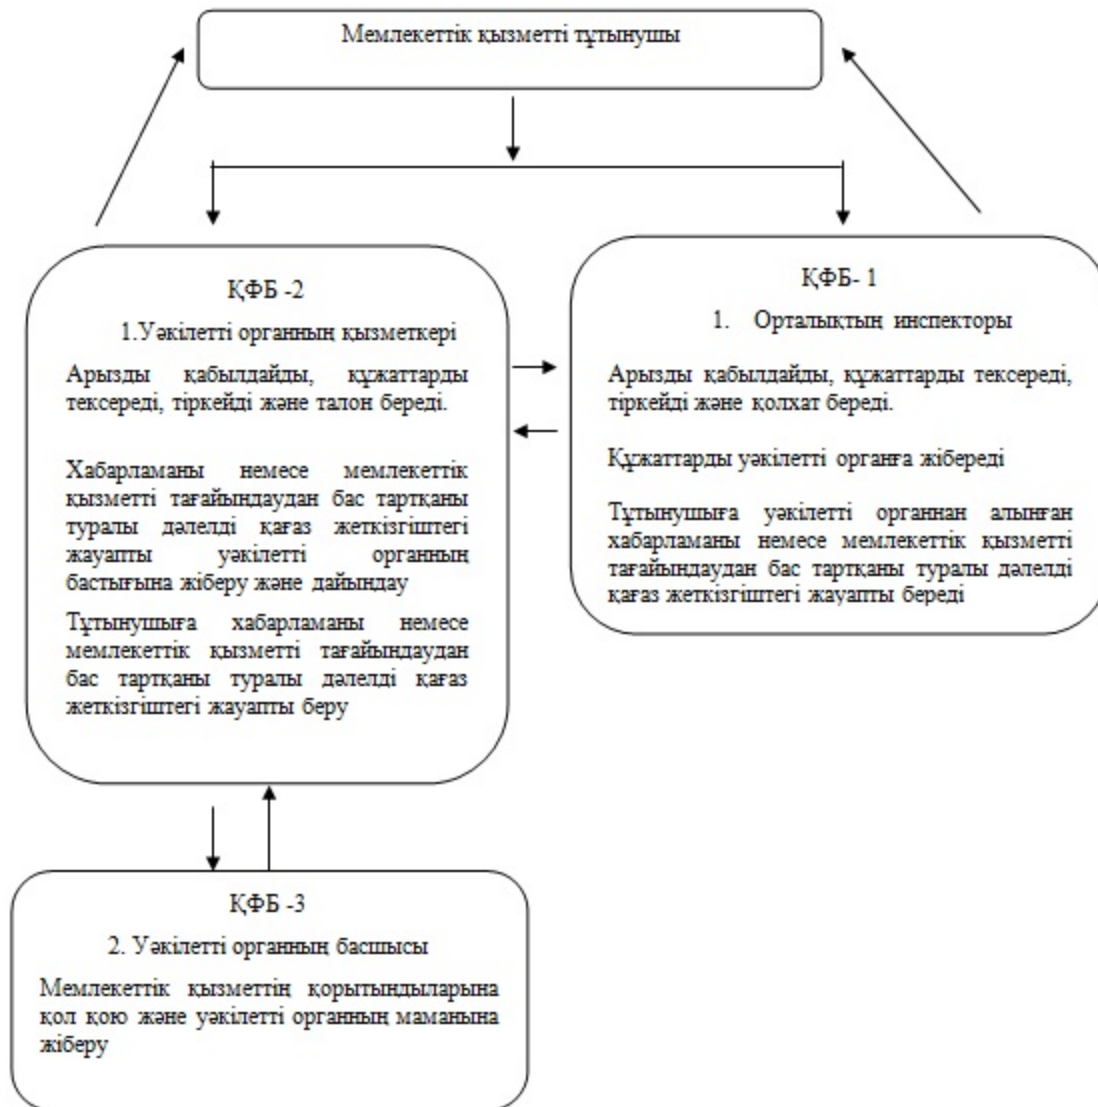 Мемлекеттік қызметті тұтынушы
ҚФБ -2
1.Уәкілетті органның қызметкері
Арызды қабылдайды, құжаттарды
тексереді, тіркейді және талон береді.
Хабарламаны немесе мемлекеттік
қызметті тағайындаудан бас тартқаны
туралы дәлелді қағаз жеткізгіштегі
жауапты уәкілетті органның
бастығына жіберу және дайындау
Тұтынушыға хабарламаны немесе
мемлекеттік қызметті тағайындаудан
бас тартқаны туралы дәлелді қағаз
жеткізгіштегі жауапты беру
ҚФБ- 1
1. Орталықтың инспекторы
Арызды қабылдайды, құжаттарды тексереді,
тіркейді және қолхат береді.
Құжаттарды уәкілетті органға жібереді
Тұтынушыға уәкілетті органнан алынған
хабарламаны немесе мемлекеттік қызметті
тағайындаудан бас тартқаны туралы дәлелді
қағаз жеткізгіштегі жауапты береді
ҚФБ -3
2. Уәкілетті органның басшысы
Мемлекеттік қызметтің қорытындыларына
қол қою және уәкілетті органның маманына
жіберу